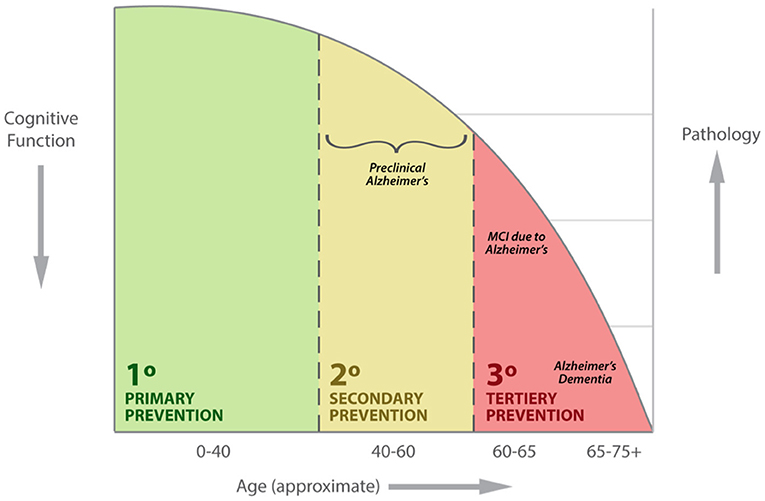 Cognitive
Function
Pathology
Preclinical
Alzheimer's
MCI due to
Alzheimer's
Alzheimer's
Dementia
1º
PRIMARY
PREVENTION
2º
SECONDARY
PREVENTION
3º
TERTIERY
PREVENTION
0-40
40-60
60-65
65-75+
Age (approximate)